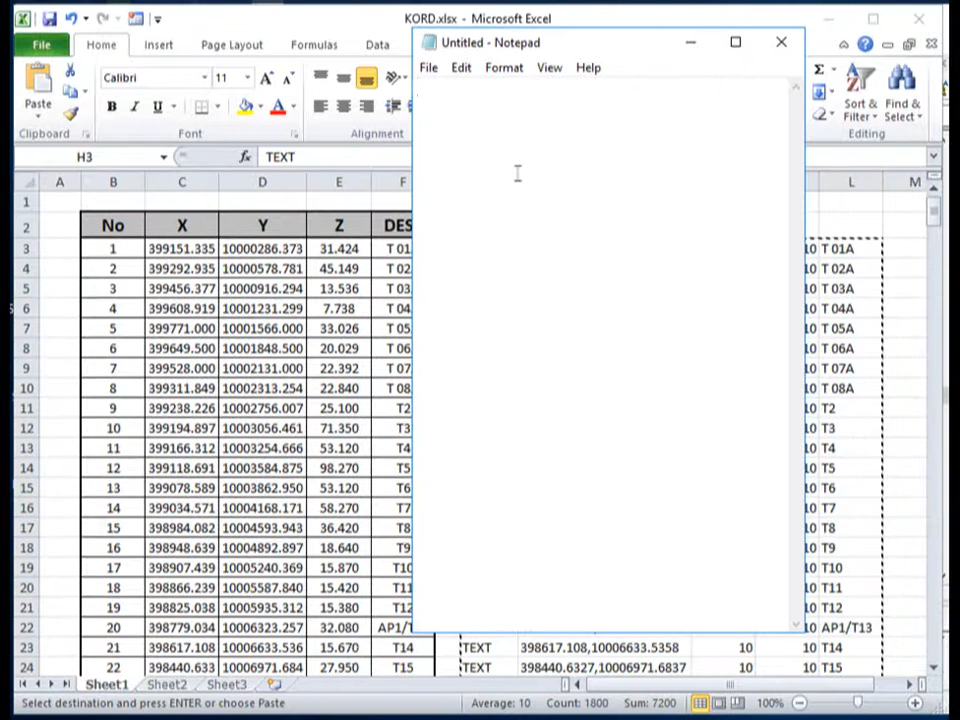 KORD.xlsx - Microsoft Excel
File Home Insert Page Layout Formulas Data
Untitled - Notepad
File Edit Format View Help
Paste
Calibri 11
B I U A
Σ
Sort & Filter
Find & Select
Clipboard Font Alignment Editing
H3 fx TEXT
A B C D E F L M
1
2 No X Y Z DES
3 1 399151.335 10000286.373 31.424 T 01 10 T 01A
4 2 399292.935 10000578.781 45.149 T 02 10 T 02A
5 3 399456.377 10000916.294 13.536 T 03 10 T 03A
6 4 399608.919 10001231.299 7.738 T 04 10 T 04A
7 5 399771.000 10001566.000 33.026 T 05 10 T 05A
8 6 399649.500 10001848.500 20.029 T 06 10 T 06A
9 7 399528.000 10002131.000 22.392 T 07 10 T 07A
10 8 399311.849 10002313.254 22.840 T 08 10 T 08A
11 9 399238.226 10002756.007 25.100 T2 10 T2
12 10 399194.897 10003056.461 71.350 T3 10 T3
13 11 399166.312 10003254.666 53.120 T4 10 T4
14 12 399118.691 10003584.875 98.270 T5 10 T5
15 13 399078.589 10003862.950 53.120 T6 10 T6
16 14 399034.571 10004168.171 58.270 T7 10 T7
17 15 398984.082 10004593.943 36.420 T8 10 T8
18 16 398948.639 10004892.897 18.640 T9 10 T9
19 17 398907.439 10005240.369 15.870 T10 10 T10
20 18 398866.239 10005587.840 15.420 T11 10 T11
21 19 398825.038 10005935.312 15.380 T12 10 T12
22 20 398779.034 10006323.257 32.080 AP1/T 10 AP1/T13
23 21 398617.108 10006633.536 15.670 T14 TEXT 398617.108,10006633.5358 10 10 T14
24 22 398440.633 10006971.684 27.950 T15 TEXT 398440.6327,10006971.6837 10 10 T15
Sheet1 Sheet2 Sheet3
Select destination and press ENTER or choose Paste Average: 10 Count: 1800 Sum: 7200 100%